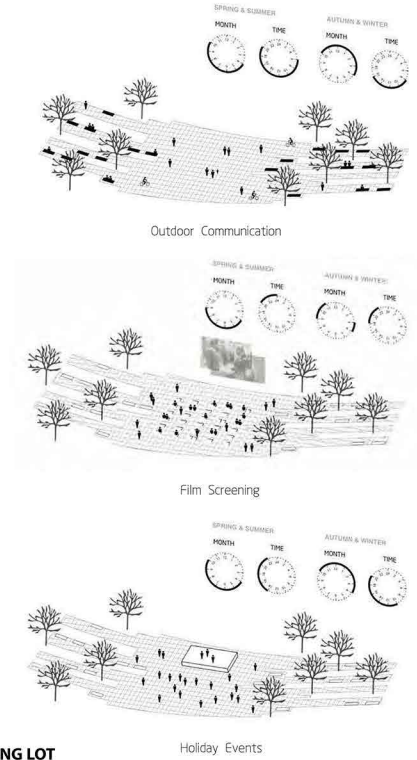 SPRING & SUMMER
AUTUMN & WINTER
MONTH
TIME
MONTH
TIME
Outdoor Communication
SPRING & SUMMER
AUTUMN & WINTER
MONTH
TIME
MONTH
TIME
Film Screening
SPRING & SUMMER
AUTUMN & WINTER
MONTH
TIME
MONTH
TIME
Holiday Events
NG LOT